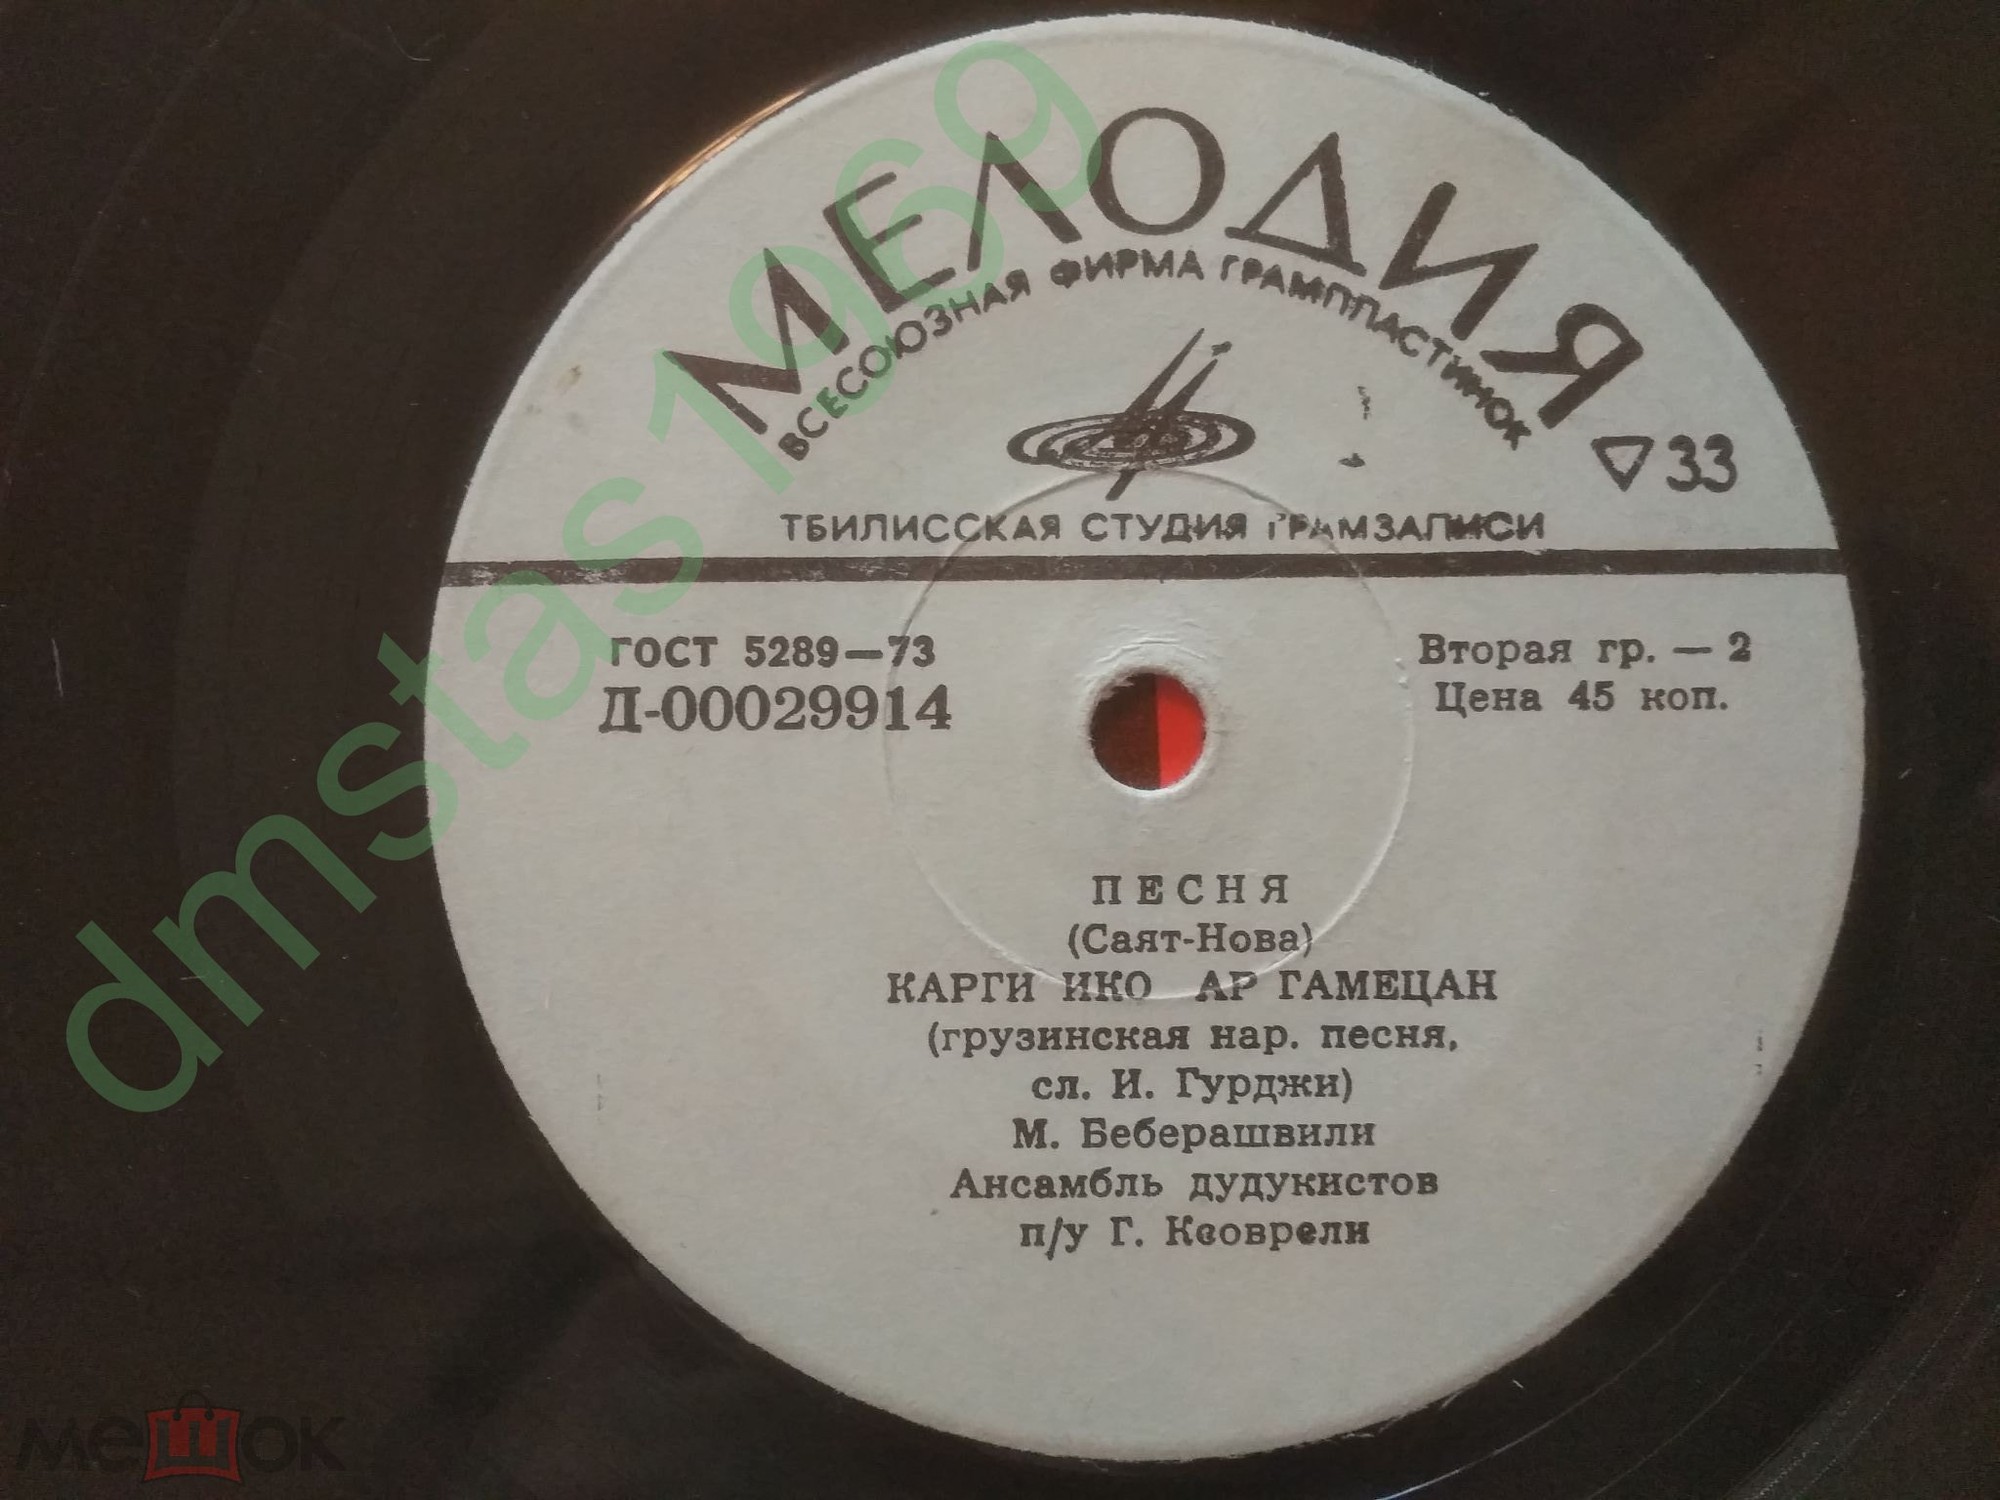 МЕЛОДИЯ
ВСЕСОЮЗНАЯ ФИРМА ГРАМПЛАСТИНОК
33
ТБИЛИССКАЯ СТУДИЯ ГРАМЗАПИСИ
ГОСТ 5289—73
Д-00029914
Вторая гр. — 2
Цена 45 коп.
ПЕСНЯ
(Саят-Нова)
КАРГИ ИКО АР ГАМЕЦАН
(грузинская нар. песня,
сл. И. Гурджи)
М. Беберашвили
Ансамбль дудукистов
п/у Г. Ксоврели
dmstas1969
мешок